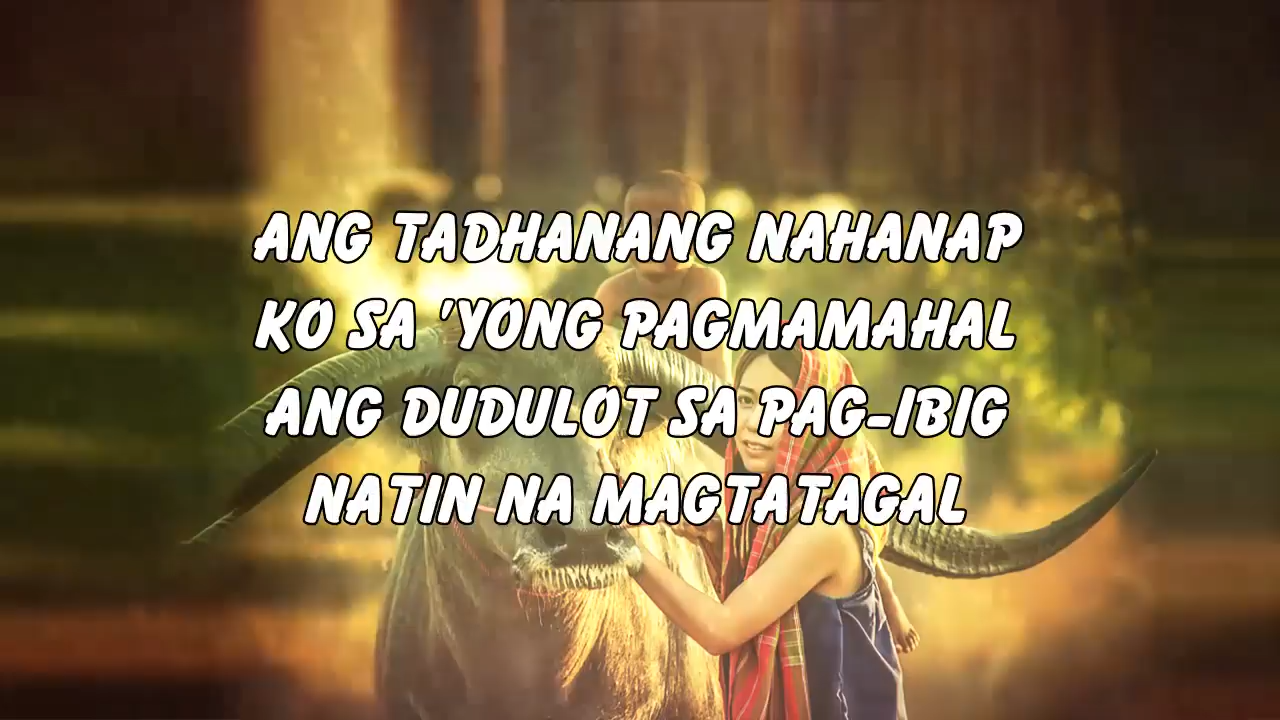 ANG TADHANANG NAHANAP
KO SA 'YONG PAGMAMAHAL
ANG DUDULOT SA PAG-IBIG
NATIN NA MAGTATAGAL